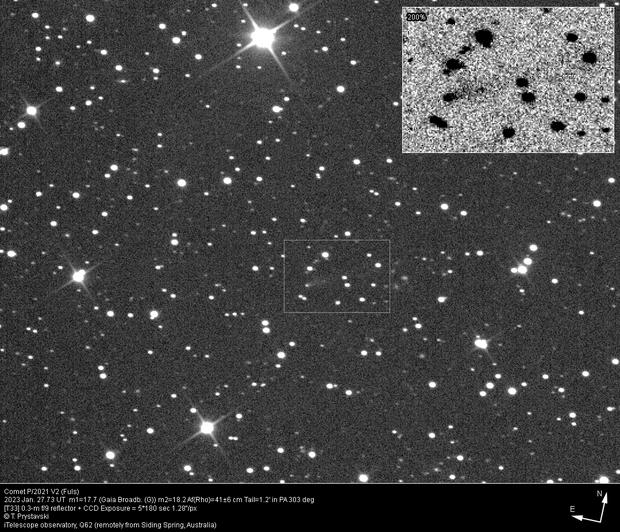 200%
Comet P/2021 V2 (Fuls)
2023 Jan. 27.73 UT m1=17.7 (Gaia Broadb. (G)) m2=18.2 Af(Rho)=41±6 cm Tail=1.2' in PA 303 deg
[T33] 0.3-m f/9 reflector + CCD Exposure = 5*180 sec 1.28"/px
© T. Prystavski
iTelescope observatory, Q62 (remotely from Siding Spring, Australia)
N
E